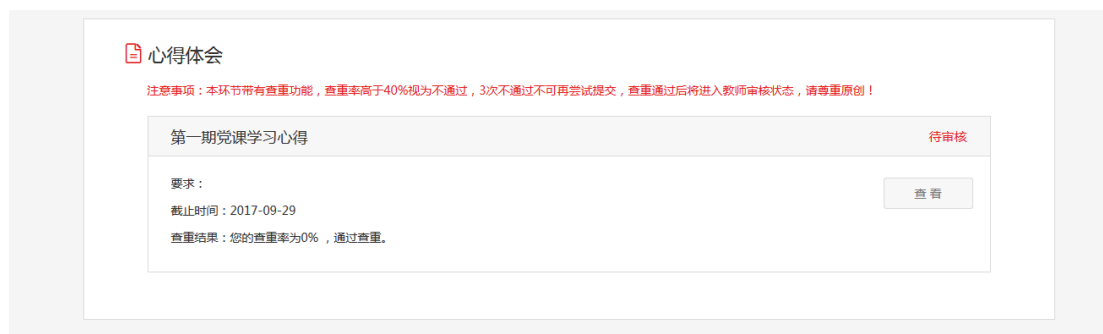 心得体会
注意事项：本环节带有查重功能，查重率高于40%视为不通过，3次不通过不可再尝试提交，查重通过后将进入教师审核状态，请尊重原创！
第一期党课学习心得
待审核
要求：
查 看
截止时间：2017-09-29
查重结果：您的查重率为0% ，通过查重。